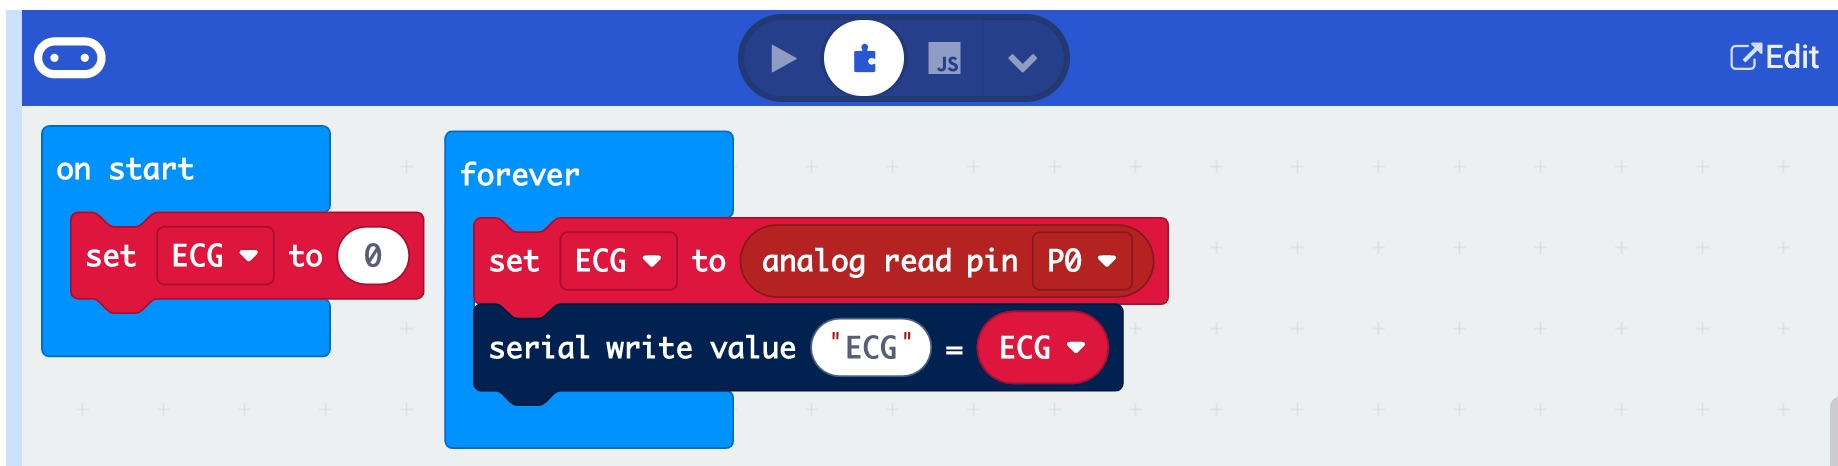 JS
Edit
on start
set ECG to 0
forever
set ECG to analog read pin P0
serial write value "ECG" = ECG